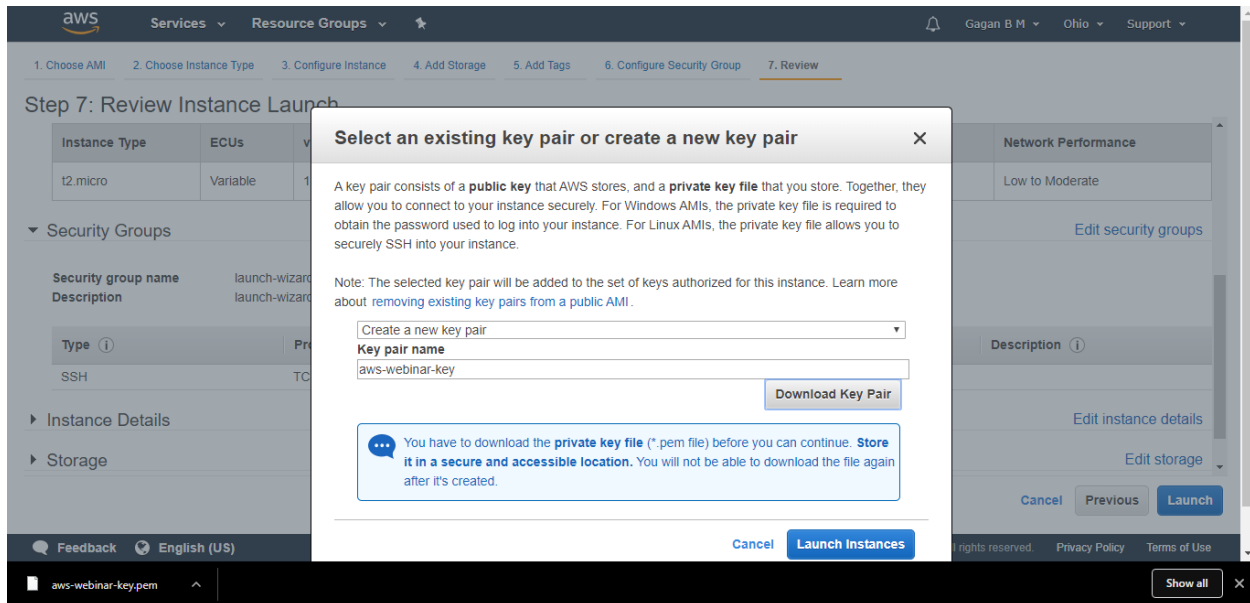 aws
Services
Resource Groups
Gagan B M
Ohio
Support
1. Choose AMI
2. Choose Instance Type
3. Configure Instance
4. Add Storage
5. Add Tags
6. Configure Security Group
7. Review
Step 7: Review Instance Launch
Instance Type
ECUs
Network Performance
t2.micro
Variable
1
Low to Moderate
Security Groups
Edit security groups
Security group name
launch-wizard
Description
launch-wizard
Type
Description
SSH
TC
Instance Details
Edit instance details
Storage
Edit storage
Cancel
Previous
Launch
Select an existing key pair or create a new key pair
A key pair consists of a public key that AWS stores, and a private key file that you store. Together, they
allow you to connect to your instance securely. For Windows AMIs, the private key file is required to
obtain the password used to log into your instance. For Linux AMIs, the private key file allows you to
securely SSH into your instance.
Note: The selected key pair will be added to the set of keys authorized for this instance. Learn more
about removing existing key pairs from a public AMI.
Create a new key pair
Key pair name
aws-webinar-key
Download Key Pair
You have to download the private key file (*.pem file) before you can continue. Store
it in a secure and accessible location. You will not be able to download the file again
after it's created.
Cancel
Launch Instances
Feedback
English (US)
rights reserved.
Privacy Policy
Terms of Use
aws-webinar-key.pem
Show all